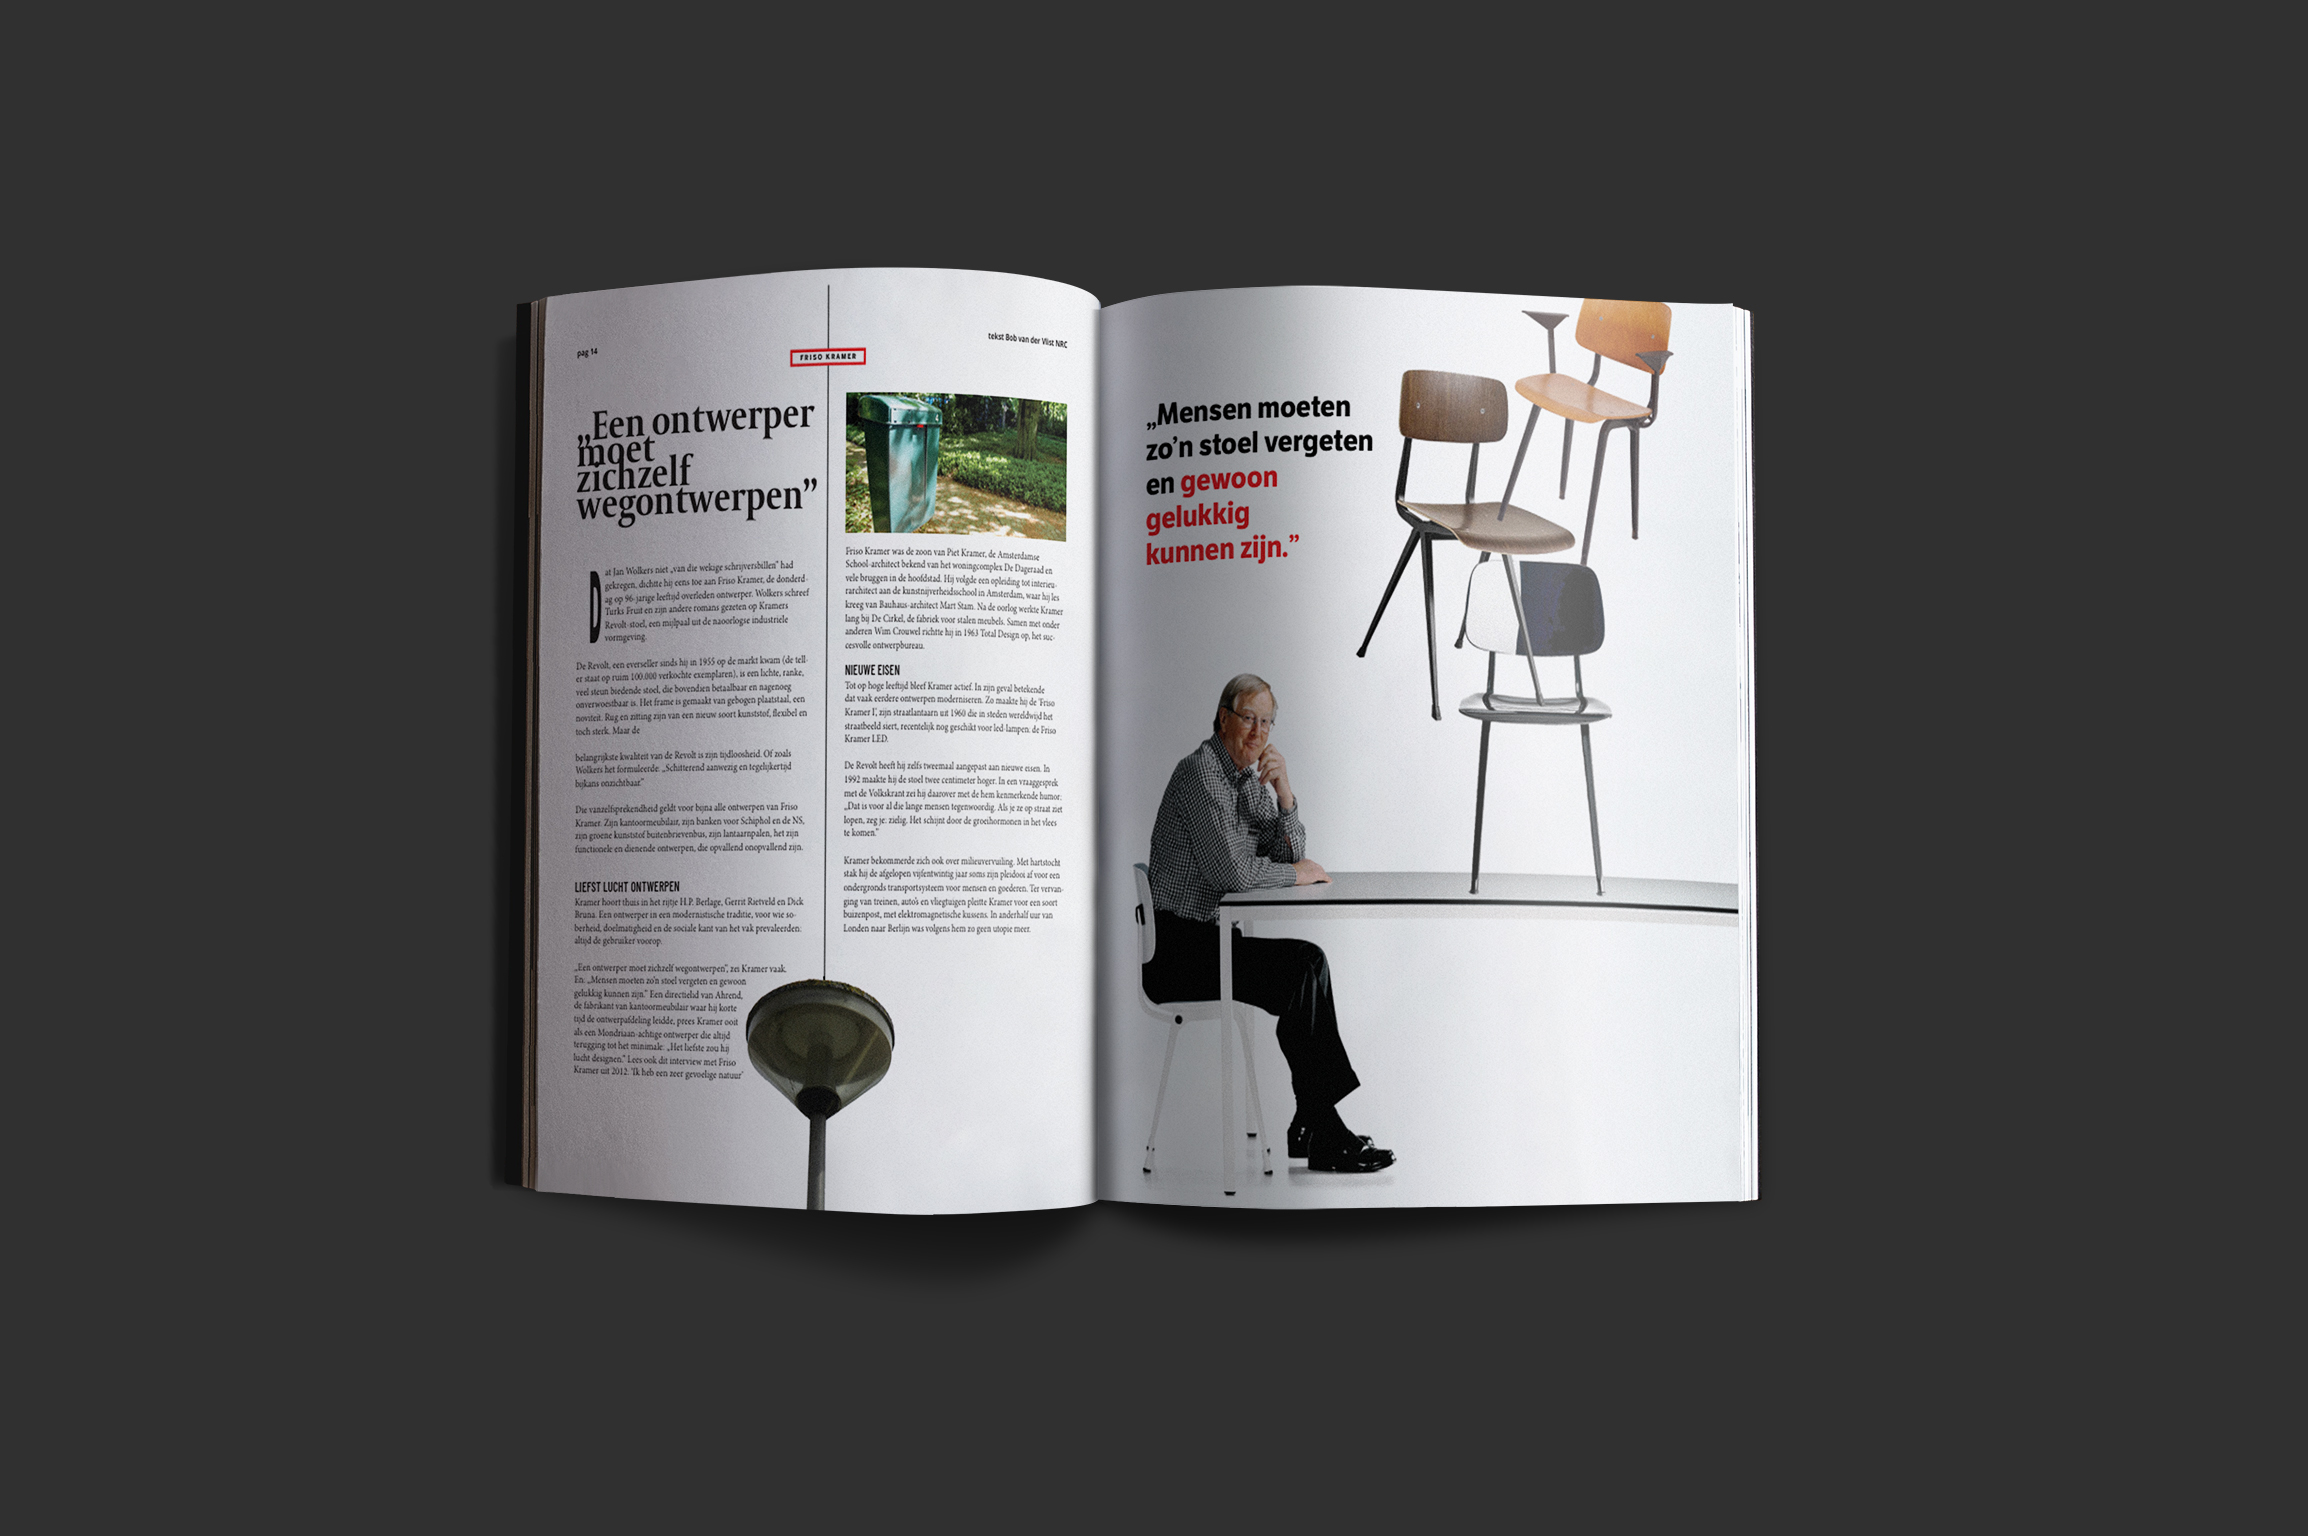 pag 14
FRISO KRAMER
tekst Bob van der Vlist NRC
„Een ontwerper
moet
zichzelf
wegontwerpen”
Dat Jan Wolkers niet „van die wekige schrijversbillen” had
gekregen, dichtte hij eens toe aan Friso Kramer, de donderd-
ag op 96-jarige leeftijd overleden ontwerper. Wolkers schreef
Turks Fruit en zijn andere romans gezeten op Kramers
Revolt-stoel, een mijlpaal uit de naoorlogse industriële
vormgeving.
De Revolt, een everseller sinds hij in 1955 op de markt kwam (de tell-
er staat op ruim 100.000 verkochte exemplaren), is een lichte, ranke,
veel steun biedende stoel, die bovendien betaalbaar en nagenoeg
onverwoestbaar is. Het frame is gemaakt van gebogen plaatstaal, een
noviteit. Rug en zitting zijn van een nieuw soort kunststof, flexibel en
toch sterk. Maar de
belangrijkste kwaliteit van de Revolt is zijn tijdloosheid. Of zoals
Wolkers het formuleerde: „Schitterend aanwezig en tegelijkertijd
bijkans onzichtbaar.”
Die vanzelfsprekendheid geldt voor bijna alle ontwerpen van Friso
Kramer. Zijn kantoormeubilair, zijn banken voor Schiphol en de NS,
zijn groene kunststof buitenbrievenbus, zijn lantaarnpalen, het zijn
functionele en dienende ontwerpen, die opvallend onopvallend zijn.
LIEFST LUCHT ONTWERPEN
Kramer hoort thuis in het rijtje H.P. Berlage, Gerrit Rietveld en Dick
Bruna. Een ontwerper in een modernistische traditie, voor wie so-
berheid, doelmatigheid en de sociale kant van het vak prevaleerden:
altijd de gebruiker voorop.
„Een ontwerper moet zichzelf wegontwerpen”, zei Kramer vaak.
En: „Mensen moeten zo’n stoel vergeten en gewoon
gelukkig kunnen zijn.” Een directielid van Ahrend,
de fabrikant van kantoormeubilair waar hij korte
tijd de ontwerpafdeling leidde, prees Kramer ooit
als een Mondriaan-achtige ontwerper die altijd
terugging tot het minimale: „Het liefste zou hij
lucht designen.” Lees ook dit interview met Friso
Kramer uit 2012: ‘Ik heb een zeer gevoelige natuur’
Friso Kramer was de zoon van Piet Kramer, de Amsterdamse
School-architect bekend van het woningcomplex De Dageraad en
vele bruggen in de hoofdstad. Hij volgde een opleiding tot interieu-
rarchitect aan de kunstnijverheidsschool in Amsterdam, waar hij les
kreeg van Bauhaus-architect Mart Stam. Na de oorlog werkte Kramer
lang bij De Cirkel, de fabriek voor stalen meubels. Samen met onder
anderen Wim Crouwel richtte hij in 1963 Total Design op, het suc-
cesvolle ontwerpbureau.
NIEUWE EISEN
Tot op hoge leeftijd bleef Kramer actief. In zijn geval betekende
dat vaak eerdere ontwerpen moderniseren. Zo maakte hij de ‘Friso
Kramer I’, zijn straatlantaarn uit 1960 die in steden wereldwijd het
straatbeeld siert, recentelijk nog geschikt voor led-lampen: de Friso
Kramer LED.
De Revolt heeft hij zelfs tweemaal aangepast aan nieuwe eisen. In
1992 maakte hij de stoel twee centimeter hoger. In een vraaggesprek
met de Volkskrant zei hij daarover met de hem kenmerkende humor:
„Dat is voor al die lange mensen tegenwoordig. Als je ze op straat ziet
lopen, zeg je: zielig. Het schijnt door de groeihormonen in het vlees
te komen.”
Kramer bekommerde zich ook over milieuvervuiling. Met hartstocht
stak hij de afgelopen vijfentwintig jaar soms zijn pleidooi af voor een
ondergronds transportsysteem voor mensen en goederen. Ter vervan-
ging van treinen, auto’s en vliegtuigen pleitte Kramer voor een soort
buizenpost, met elektromagnetische kussens. In anderhalf uur van
Londen naar Berlijn was volgens hem zo geen utopie meer.
„Mensen moeten
zo’n stoel vergeten
en gewoon
gelukkig
kunnen zijn.”